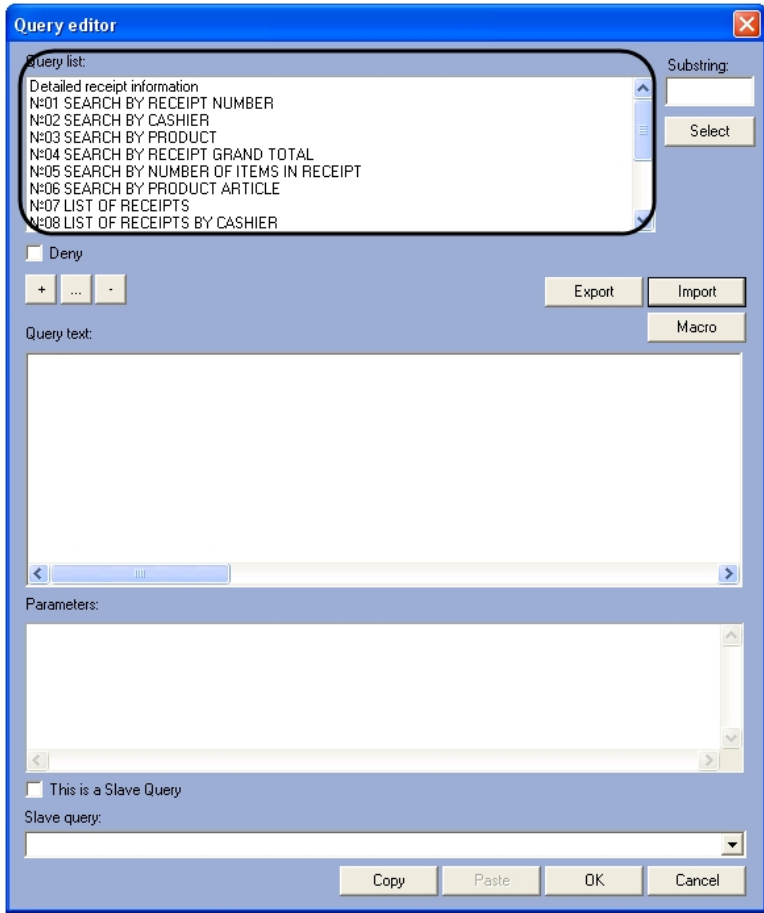 Query editor
Query list:
Substring:
Detailed receipt information
№01 SEARCH BY RECEIPT NUMBER
№02 SEARCH BY CASHIER
№03 SEARCH BY PRODUCT
№04 SEARCH BY RECEIPT GRAND TOTAL
№05 SEARCH BY NUMBER OF ITEMS IN RECEIPT
№06 SEARCH BY PRODUCT ARTICLE
№07 LIST OF RECEIPTS
№08 LIST OF RECEIPTS BY CASHIER
Select
Deny
+ ... -
Export Import
Macro
Query text:
Parameters:
This is a Slave Query
Slave query:
Copy Paste OK Cancel